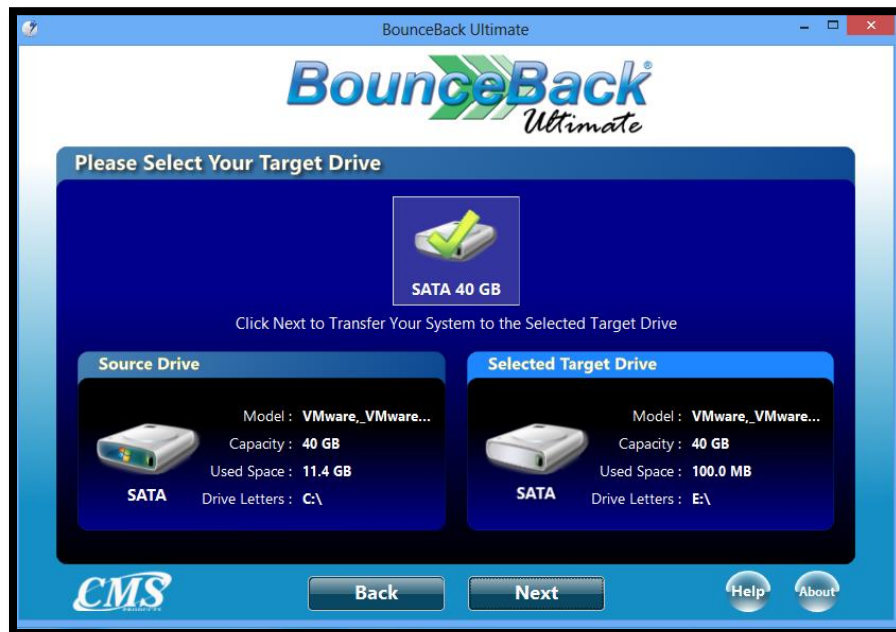 BounceBack Ultimate
BounceBack®
Ultimate
Please Select Your Target Drive
SATA 40 GB
Click Next to Transfer Your System to the Selected Target Drive
Source Drive
Model : VMware,_VMware...
Capacity : 40 GB
Used Space : 11.4 GB
Drive Letters : C:\
SATA
Selected Target Drive
Model : VMware,_VMware...
Capacity : 40 GB
Used Space : 100.0 MB
Drive Letters : E:\
SATA
CMS
PRODUCTS
Back
Next
Help
About